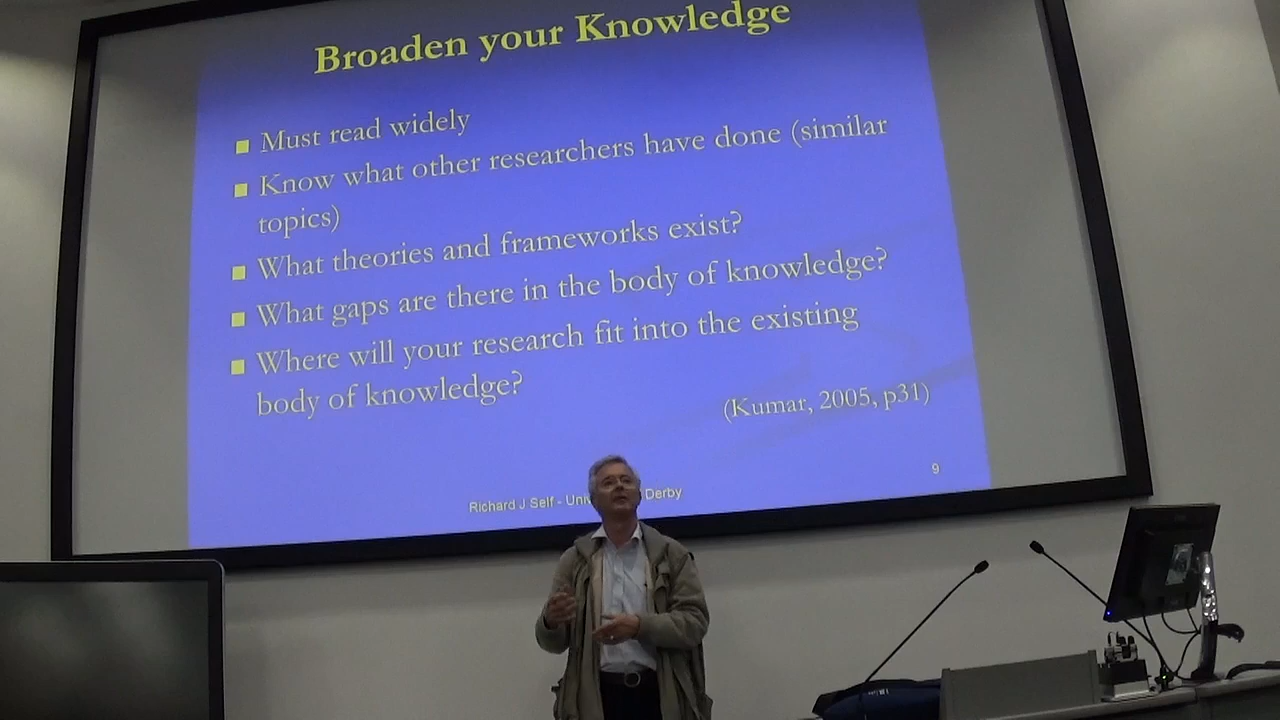 Broaden your Knowledge
Must read widely
Know what other researchers have done (similar
topics)
What theories and frameworks exist?
What gaps are there in the body of knowledge?
Where will your research fit into the existing
body of knowledge?
(Kumar, 2005, p31)
9
Richard J Self - Derby